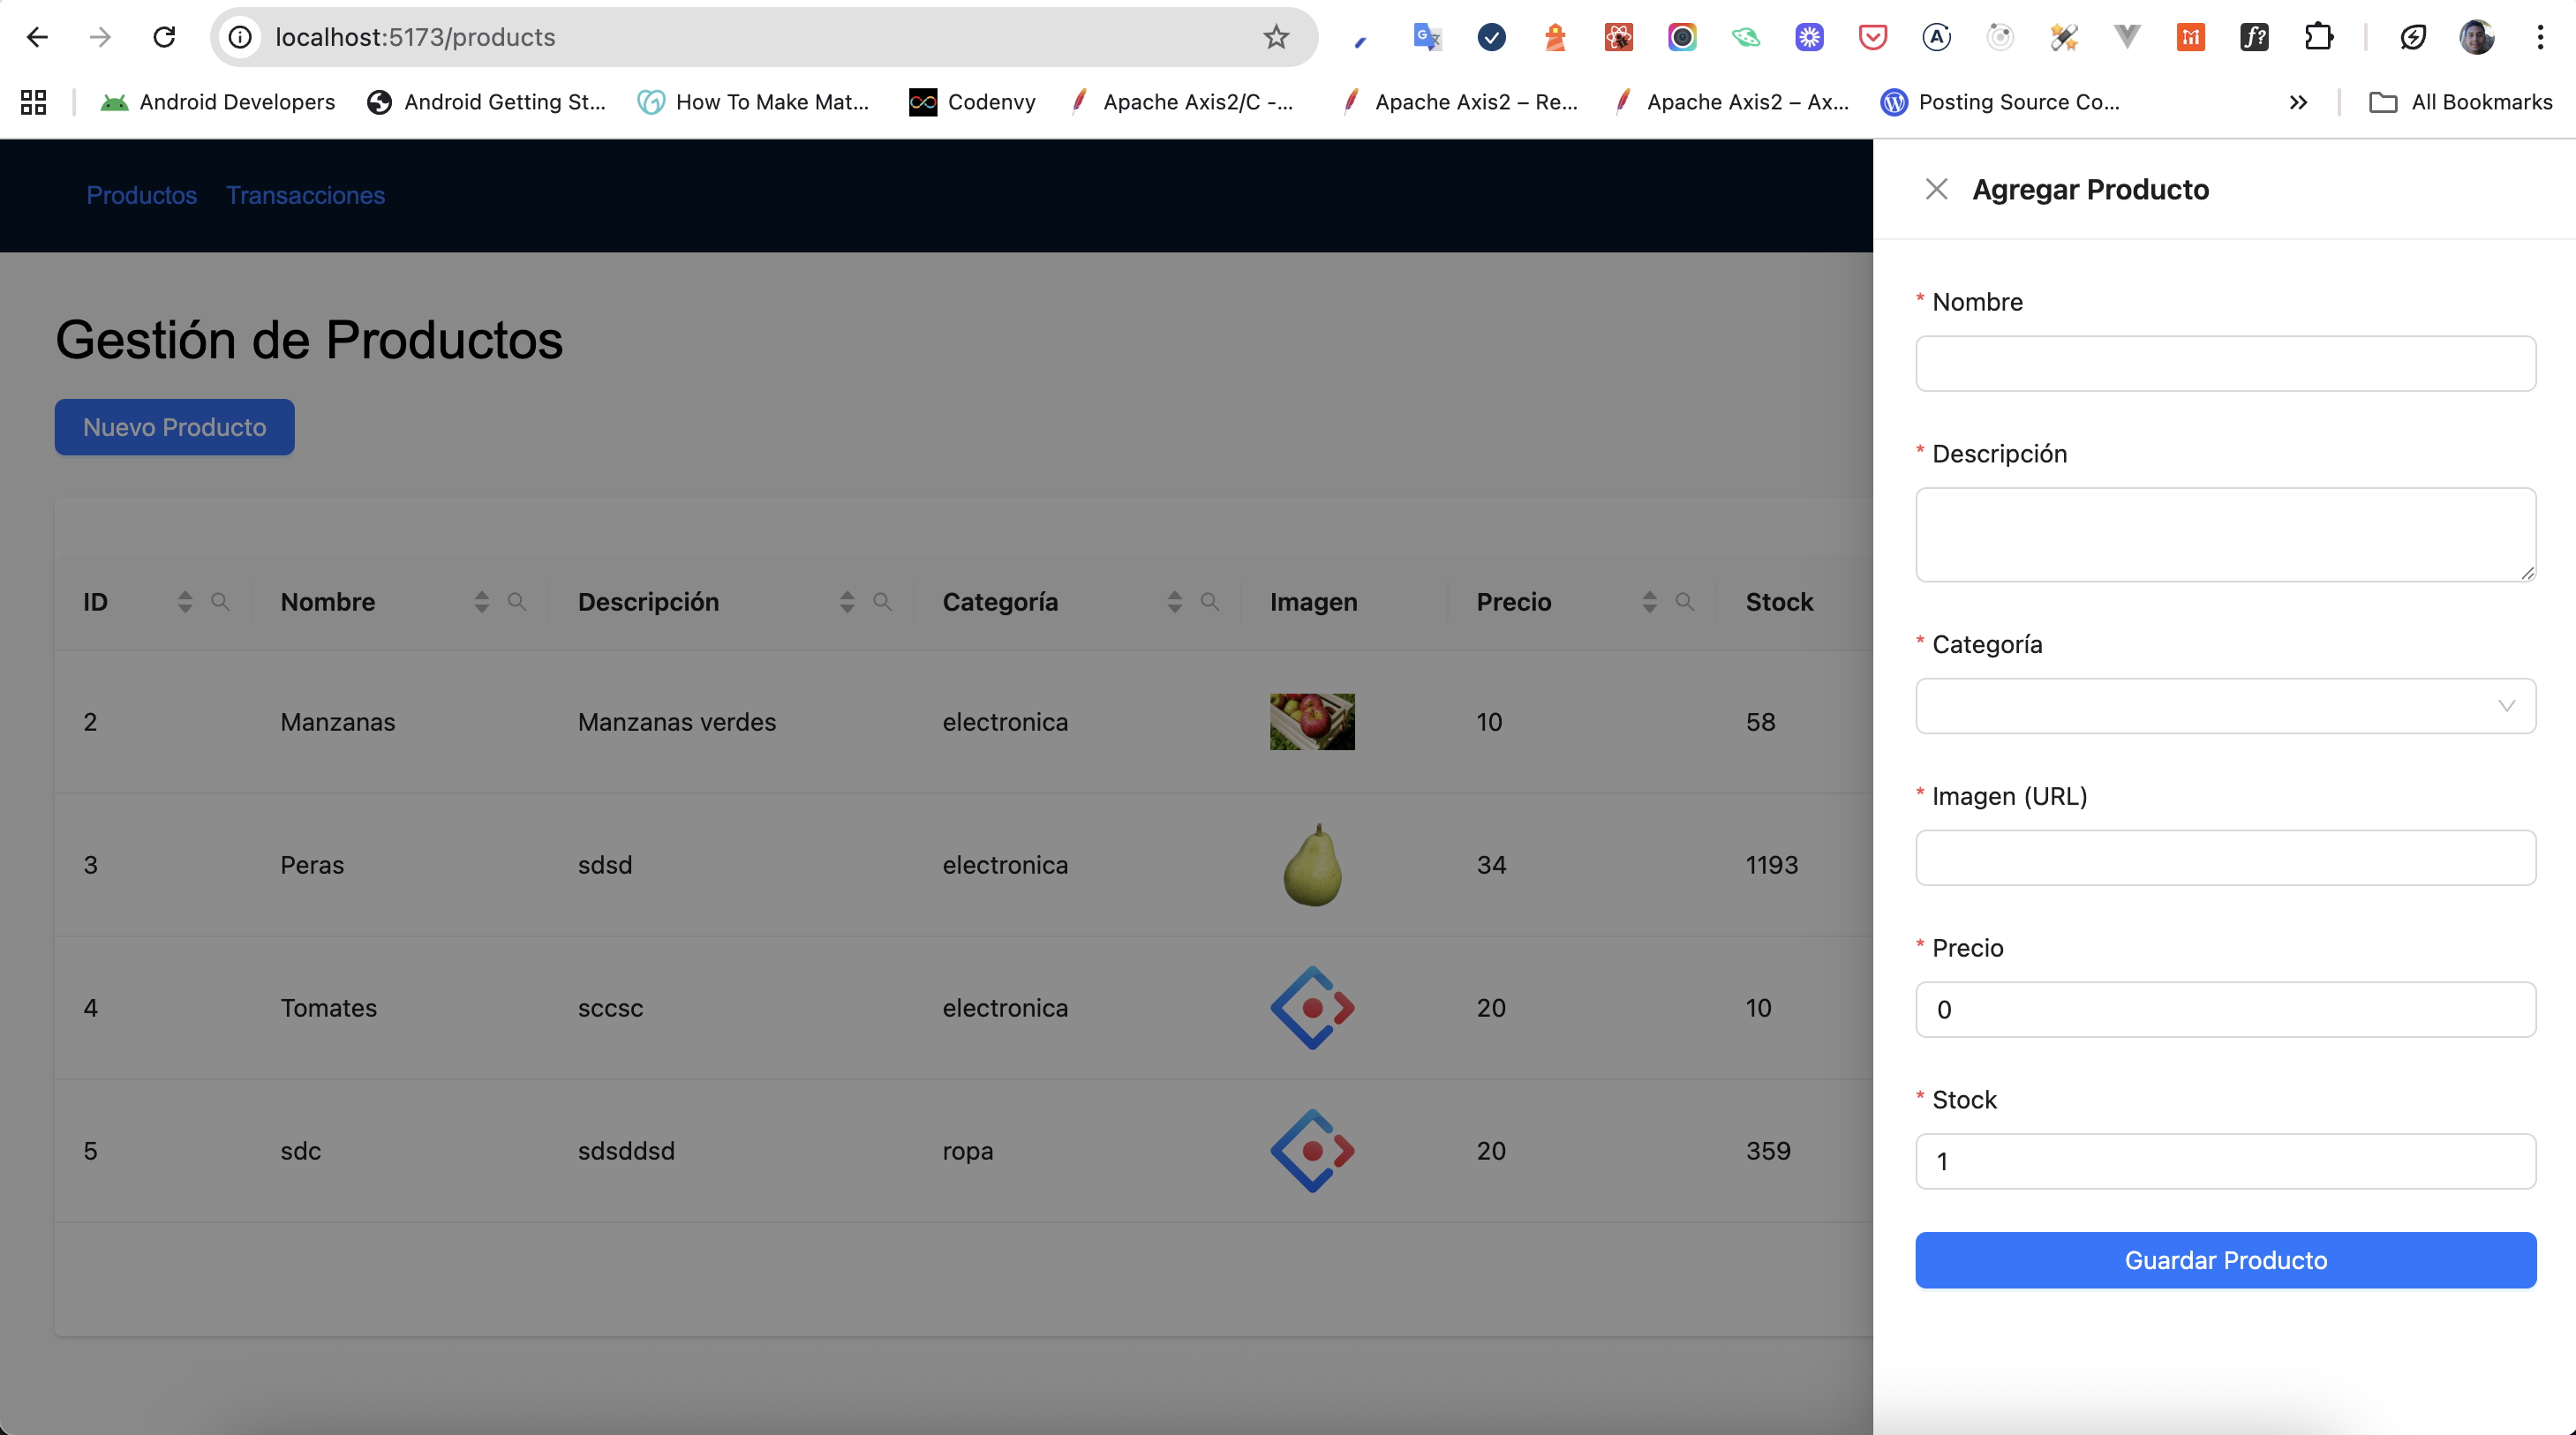 localhost:5173/products
Android Developers
Android Getting St...
How To Make Mat...
Codenvy
Apache Axis2/C -...
Apache Axis2 – Re...
Apache Axis2 – Ax...
Posting Source Co...
All Bookmarks
Productos Transacciones
Gestión de Productos
Nuevo Producto
ID Nombre Descripción Categoría Imagen Precio Stock
2 Manzanas Manzanas verdes electronica 10 58
3 Peras sdsd electronica 34 1193
4 Tomates sccsc electronica 20 10
5 sdc sdsddsd ropa 20 359
Agregar Producto
* Nombre
* Descripción
* Categoría
* Imagen (URL)
* Precio
0
* Stock
1
Guardar Producto